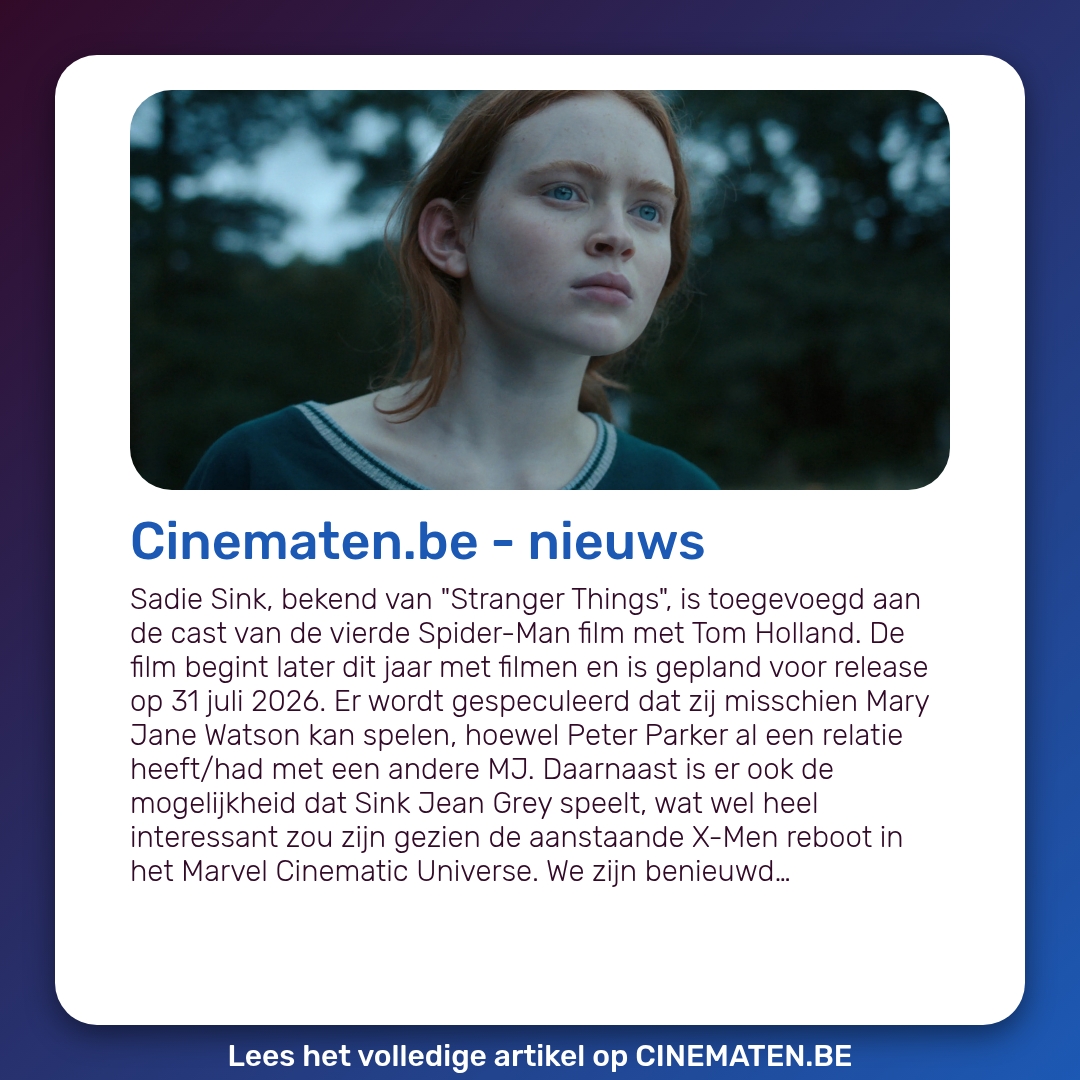 Cinematen.be - nieuws
Sadie Sink, bekend van "Stranger Things", is toegevoegd aan
de cast van de vierde Spider-Man film met Tom Holland. De
film begint later dit jaar met filmen en is gepland voor release
op 31 juli 2026. Er wordt gespeculeerd dat zij misschien Mary
Jane Watson kan spelen, hoewel Peter Parker al een relatie
heeft/had met een andere MJ. Daarnaast is er ook de
mogelijkheid dat Sink Jean Grey speelt, wat wel heel
interessant zou zijn gezien de aanstaande X-Men reboot in
het Marvel Cinematic Universe. We zijn benieuwd...
Lees het volledige artikel op CINEMATEN.BE